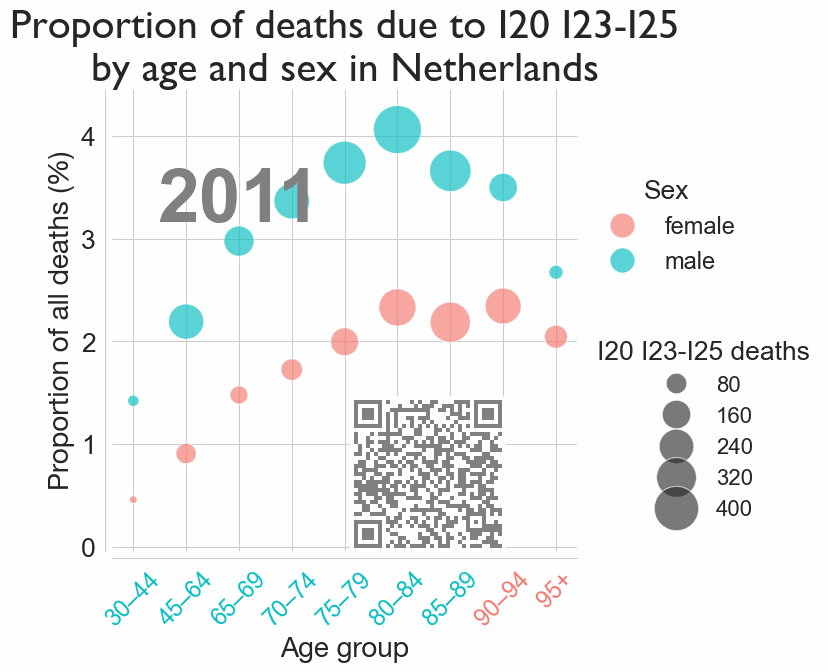 Proportion of deaths due to I20 I23-I25
by age and sex in Netherlands
Proportion of all deaths (%)
4
3
2
1
0
2011
30–44
45–64
65–69
70–74
75–79
80–84
85–89
90–94
95+
Age group
Sex
female
male
I20 I23-I25 deaths
80
160
240
320
400